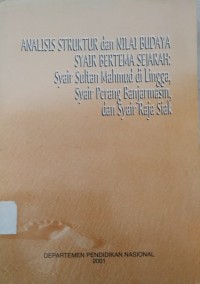 ANALISIS STRUKTUR dan NILAI BUDAYA
SYAIR BERTEMA SEJARAH:
Syair Sultan Mahmud di Lingga,
Syair Perang Banjarmasin,
dan Syair Raja Siak
DEPARTEMEN PENDIDIKAN NASIONAL
2001